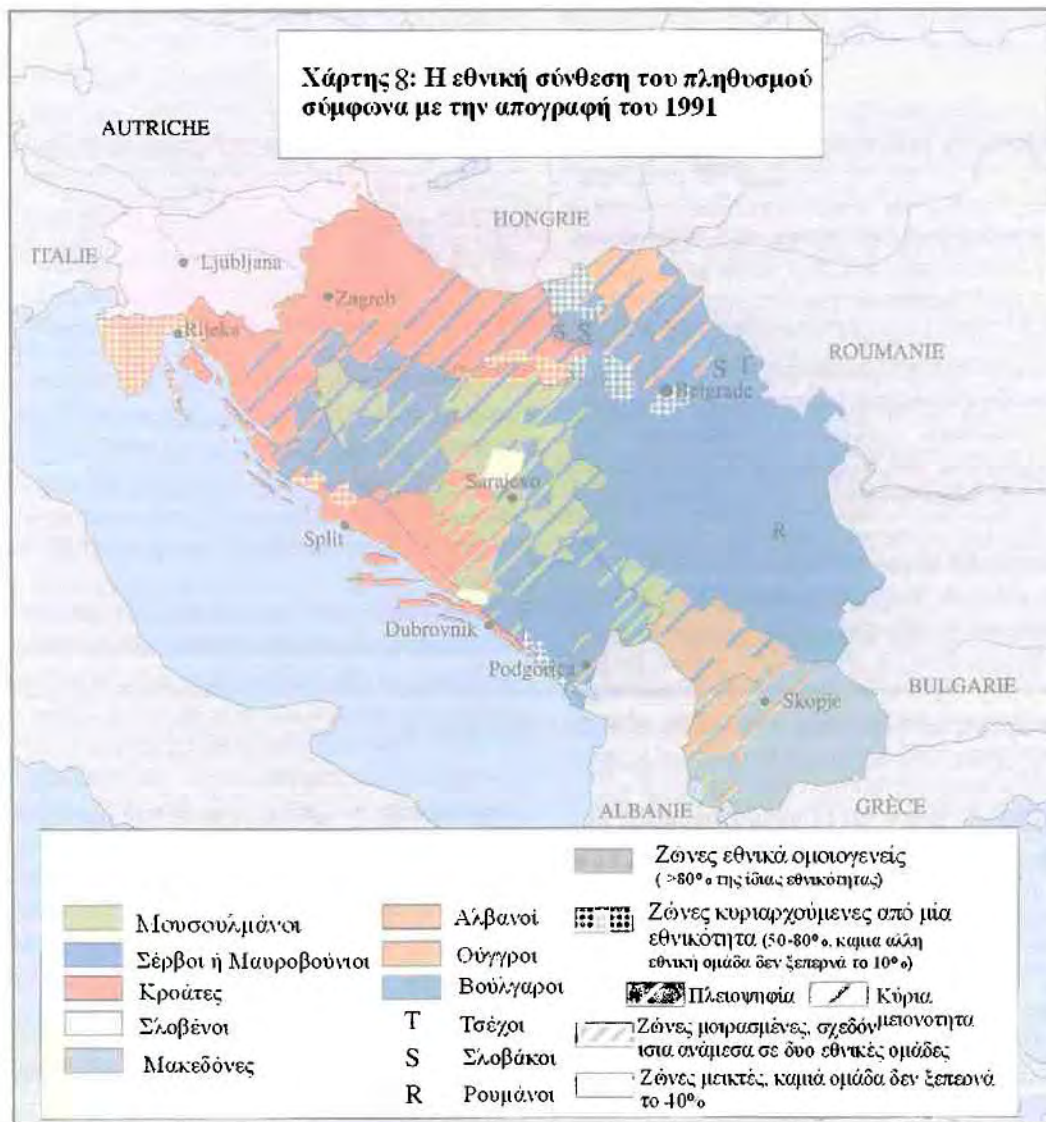 Χάρτης 8: Η εθνική σύνθεση του πληθυσμού
σύμφωνα με την απογραφή του 1991
AUTRICHE
HONGRIE
ITALIE
Ljubljana
Zagreb
Rijeka
ROUMANIE
S S
S T
Belgrade
Sarajevo
Split
R
Dubrovnik
Podgorica
BULGARIE
Skopje
ALBANIE
GRÈCE
Μουσουλμάνοι
Σέρβοι ή Μαυροβούνιοι
Κροάτες
Σλοβένοι
Μακεδόνες
Αλβανοί
Ούγγροι
Βούλγαροι
T Τσέχοι
S Σλοβάκοι
R Ρουμάνοι
Ζώνες εθνικά ομοιογενείς
( >80% της ίδιας εθνικότητας)
Ζώνες κυριαρχούμενες από μία
εθνικότητα (50-80%, καμια αλλη
εθνική ομάδα δεν ξεπερνά το 10%)
Πλειοψηφία
Κύρια
μειονοτητα
Ζώνες μοιρασμένες, σχεδόν
ισια ανάμεσα σε δυο εθνικές ομάδες
Ζώνες μεικτές, καμιά ομάδα δεν ξεπερνά
το 40%